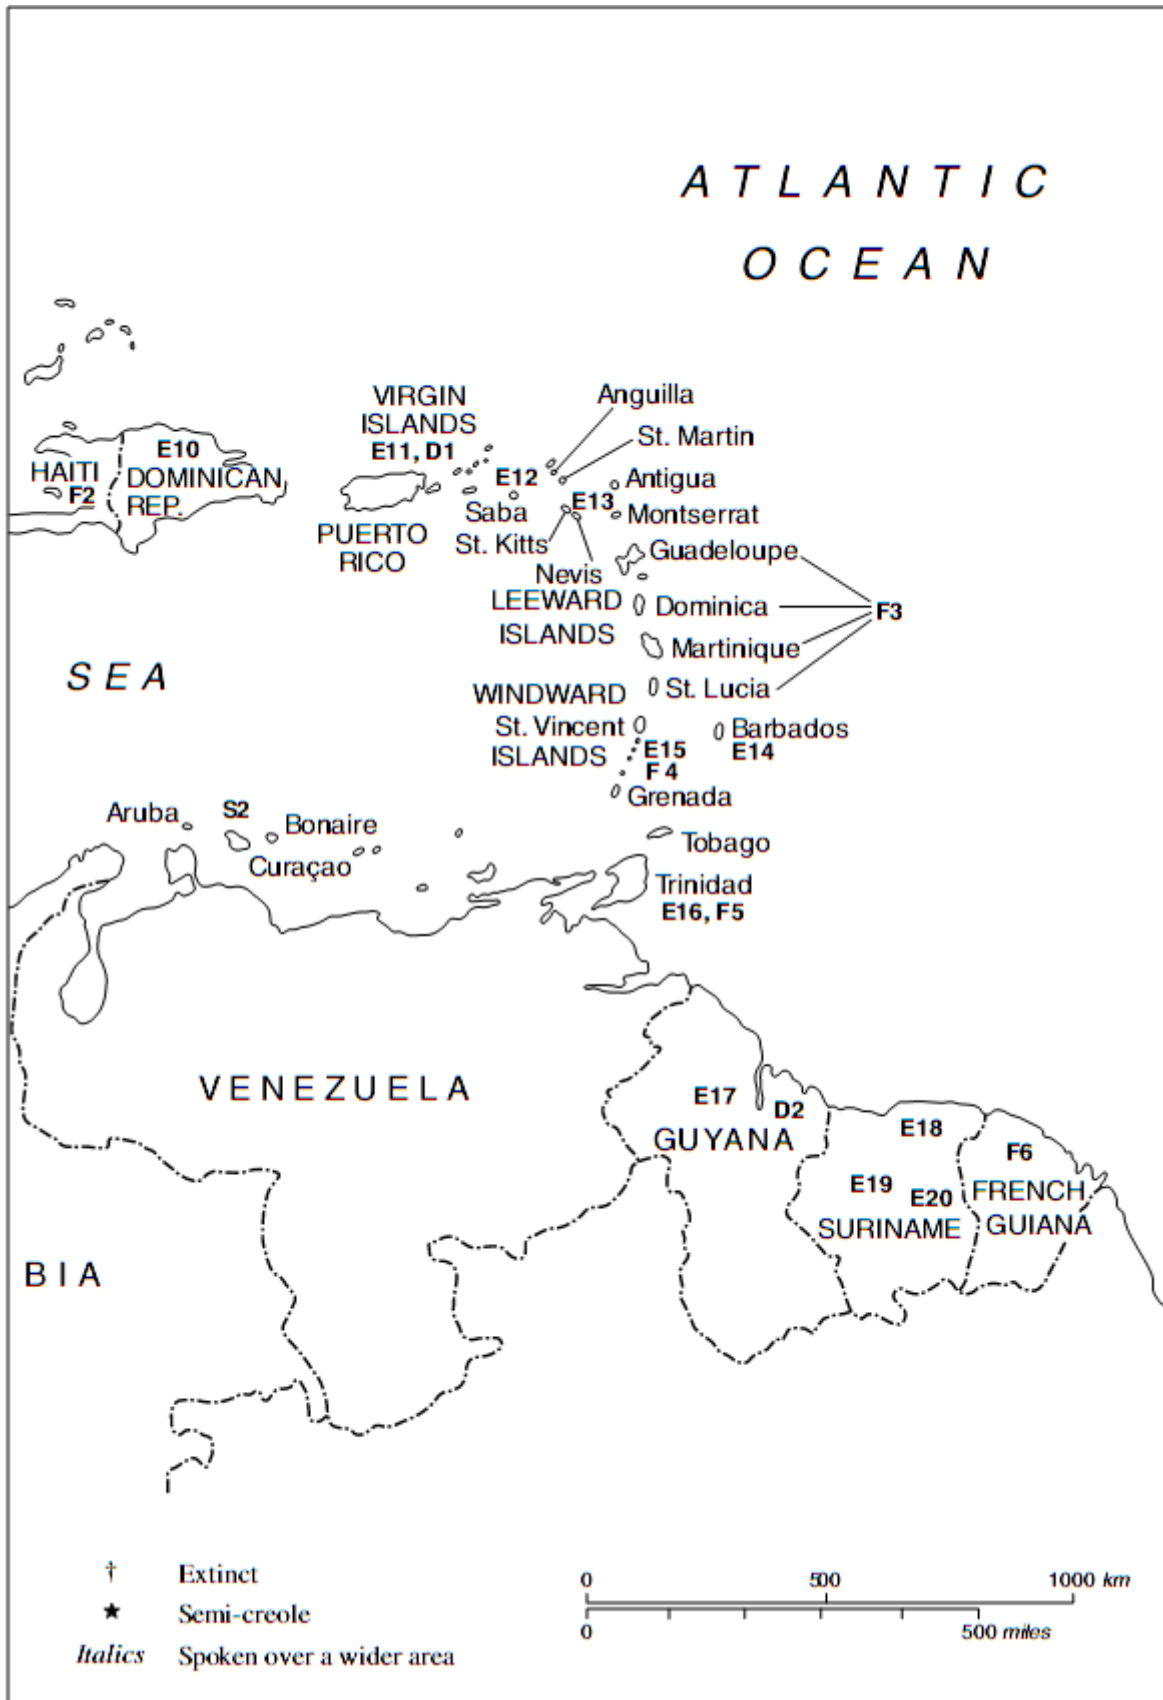 ATLANTIC
OCEAN
VIRGIN
ISLANDS
E11, D1
Anguilla
St. Martin
E10
HAITI
F2
DOMINICAN
REP.
E12
Antigua
Saba
E13
Montserrat
PUERTO
RICO
St. Kitts
Guadeloupe
Nevis
LEEWARD
ISLANDS
Dominica
F3
Martinique
SEA
WINDWARD
ISLANDS
St. Lucia
St. Vincent
Barbados
E14
E15
F4
Grenada
Aruba
S2
Bonaire
Curaçao
Tobago
Trinidad
E16, F5
VENEZUELA
E17
D2
GUYANA
E18
F6
E19
E20
FRENCH
GUIANA
SURINAME
BIA
† Extinct
★ Semi-creole
Italics Spoken over a wider area
0 500 1000 km
0 500 miles